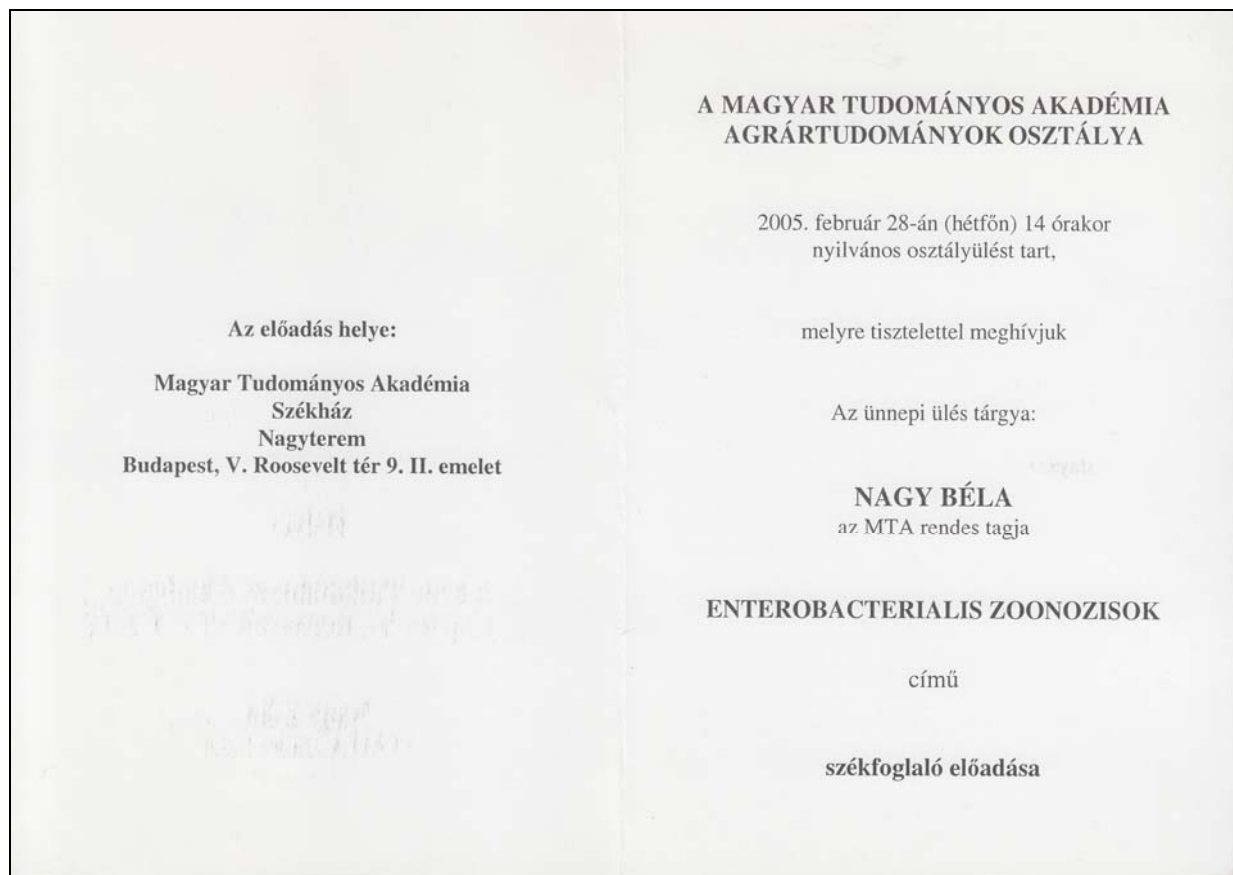 Az előadás helye:
Magyar Tudományos Akadémia
Székház
Nagyterem
Budapest, V. Roosevelt tér 9. II. emelet
A MAGYAR TUDOMÁNYOS AKADÉMIA
AGRÁRTUDOMÁNYOK OSZTÁLYA
2005. február 28-án (hétfőn) 14 órakor
nyilvános osztályülést tart,
melyre tisztelettel meghívjuk
Az ünnepi ülés tárgya:
NAGY BÉLA
az MTA rendes tagja
ENTEROBACTERIALIS ZOONOZISOK
című
székfoglaló előadása